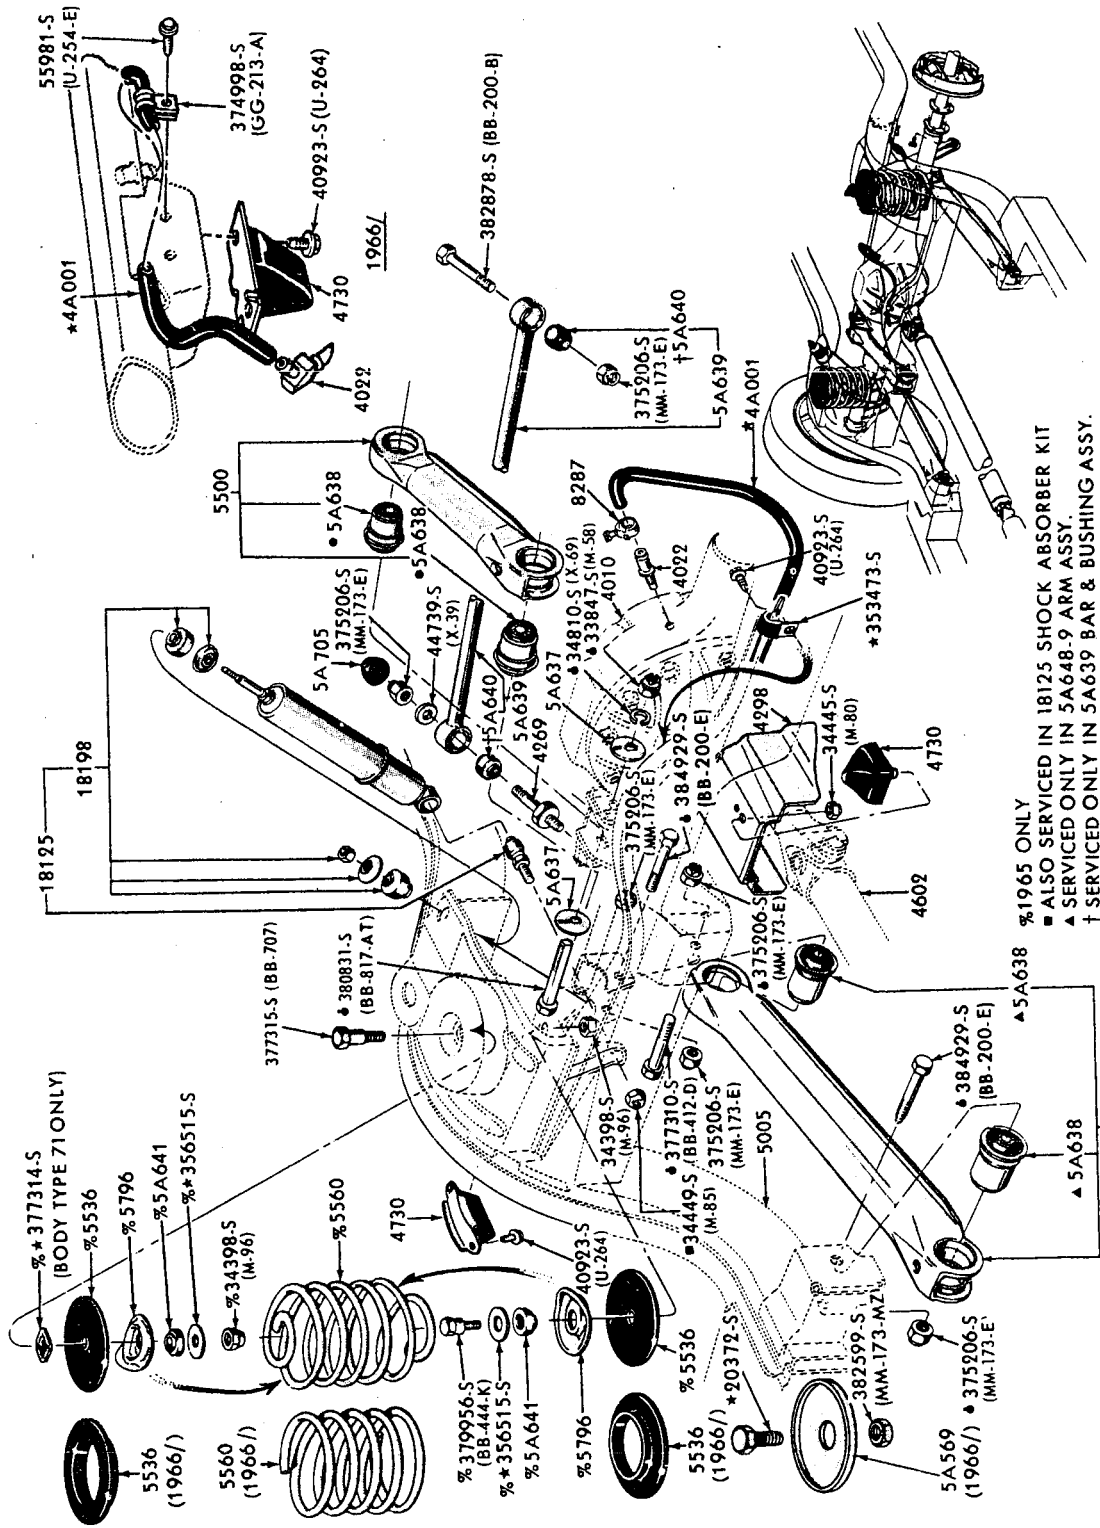 55981-S
(U-254-E)
374998-S
(GG-213-A)
40923-S (U-264)
★4A001
4730
4022
1966/
382878-S (BB-200-B)
375206-S
(MM-173-E)
†5A640
5A639
★4A001
5500
●5A638
●5A638
375206-S
(MM-173-E)
5A705
44739-S
(X-39)
5A640
5A639
4269
8287
4022
40923-S
(U-264)
★353473-S
34810-S (X-69)
33847-S (M-58)
4010
5A637
375206-S
(MM-173-E)
384929-S
(BB-200-E)
4298
34445-S
(M-80)
4730
4602
18198
18125
5A637
377315-S (BB-707)
380831-S
(BB-817-AT)
375206-S
(MM-173-E)
34398-S
(M-96)
377310-S
(BB-412-D)
375206-S
(MM-173-E)
■34449-S
(M-85)
5005
▲5A638
384929-S
(BB-200-E)
▲5A638
%★377314-S
(BODY TYPE 71 ONLY)
%5536
%5796
%5A641
%★356515-S
%34398-S
(M-96)
%5560
4730
40923-S
(U-264)
5536
(1966/)
5560
(1966/)
%379956-S
(BB-444-K)
%★356515-S
%5A641
%5796
%5536
5536
(1966/)
★20372-S
5A569
(1966/)
382599-S
(MM-173-MZ)
375206-S
(MM-173-E)
%1965 ONLY
■ ALSO SERVICED IN 18125 SHOCK ABSORBER KIT
▲ SERVICED ONLY IN 5A648-9 ARM ASSY.
† SERVICED ONLY IN 5A639 BAR & BUSHING ASSY.